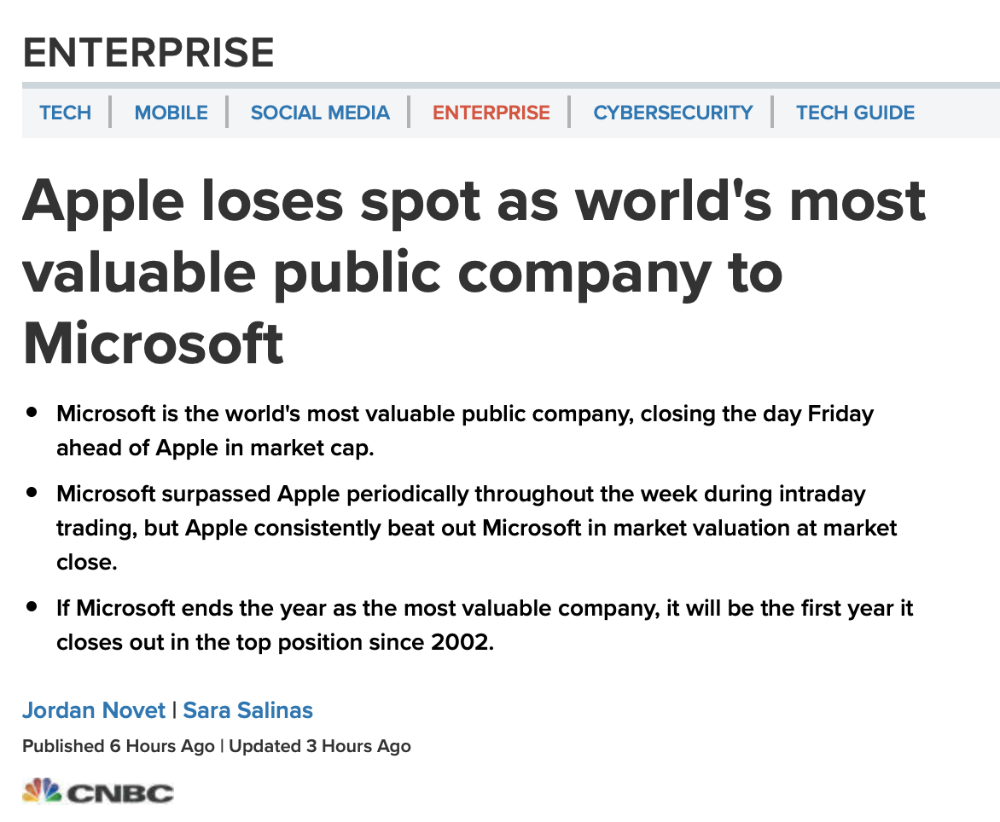 ENTERPRISE
TECH | MOBILE | SOCIAL MEDIA | ENTERPRISE | CYBERSECURITY | TECH GUIDE
Apple loses spot as world's most
valuable public company to
Microsoft
• Microsoft is the world's most valuable public company, closing the day Friday
ahead of Apple in market cap.
• Microsoft surpassed Apple periodically throughout the week during intraday
trading, but Apple consistently beat out Microsoft in market valuation at market
close.
• If Microsoft ends the year as the most valuable company, it will be the first year it
closes out in the top position since 2002.
Jordan Novet | Sara Salinas
Published 6 Hours Ago | Updated 3 Hours Ago
CNBC